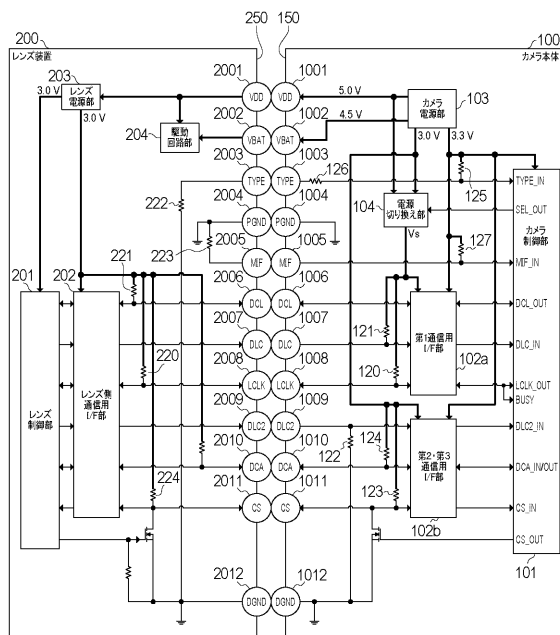 200
250
150
100
レンズ装置
カメラ本体
203
レンズ
電源部
3.0 V
3.0 V
204
駆動
回路部
2001
VDD
1001
VDD
5.0 V
4.5 V
カメラ
電源部
103
3.0 V
3.3 V
2002
VBAT
1002
VBAT
2003
TYPE
1003
TYPE
126
125
TYPE_IN
222
2004
PGND
1004
PGND
104
電源
切り換え部
Vs
SEL_OUT
カメラ
制御部
223
2005
MIF
1005
MIF
127
MIF_IN
201
202
221
2006
DCL
1006
DCL
DCL_OUT
2007
DLC
1007
DLC
121
第1通信用
I/F部
102a
DLC_IN
220
2008
LCLK
1008
LCLK
120
LCLK_OUT
BUSY
レンズ
制御部
レンズ側
通信用
I/F部
2009
DLC2
1009
DLC2
122
124
DLC2_IN
2010
DCA
1010
DCA
第2・第3
通信用
I/F部
DCA_IN/OUT
224
2011
CS
1011
CS
123
102b
CS_IN
CS_OUT
101
2012
DGND
1012
DGND